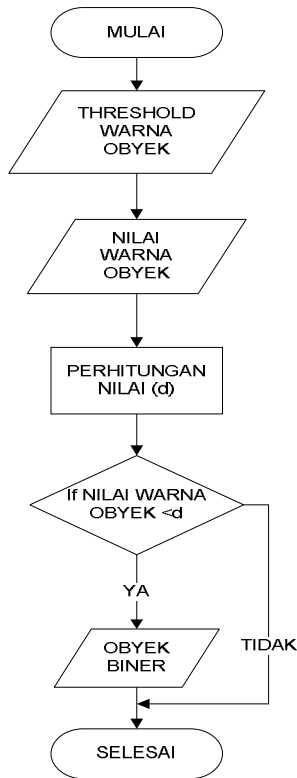 MULAI
THRESHOLD
WARNA
OBYEK
NILAI
WARNA
OBYEK
PERHITUNGAN
NILAI (d)
If NILAI WARNA
OBYEK <d
YA
OBYEK
BINER
TIDAK
SELESAI